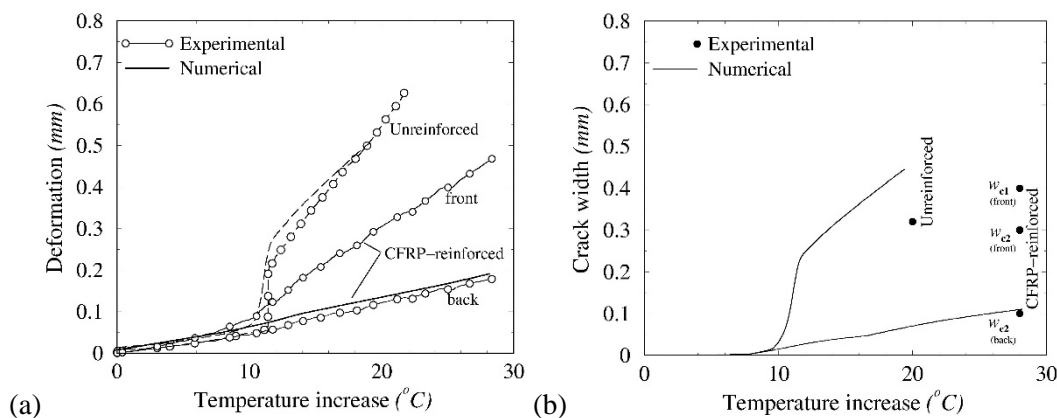 0.8
0.7
0.6
0.5
0.4
0.3
0.2
0.1
0
Deformation (mm)
Experimental
Numerical
Unreinforced
front
CFRP-reinforced
back
0
10
20
30
Temperature increase (°C)
(a)
0.8
0.7
0.6
0.5
0.4
0.3
0.2
0.1
0
Crack width (mm)
Experimental
Numerical
Unreinforced
wc1
(front)
wc2
(front)
CFRP-reinforced
wc2
(back)
0
10
20
30
Temperature increase (°C)
(b)